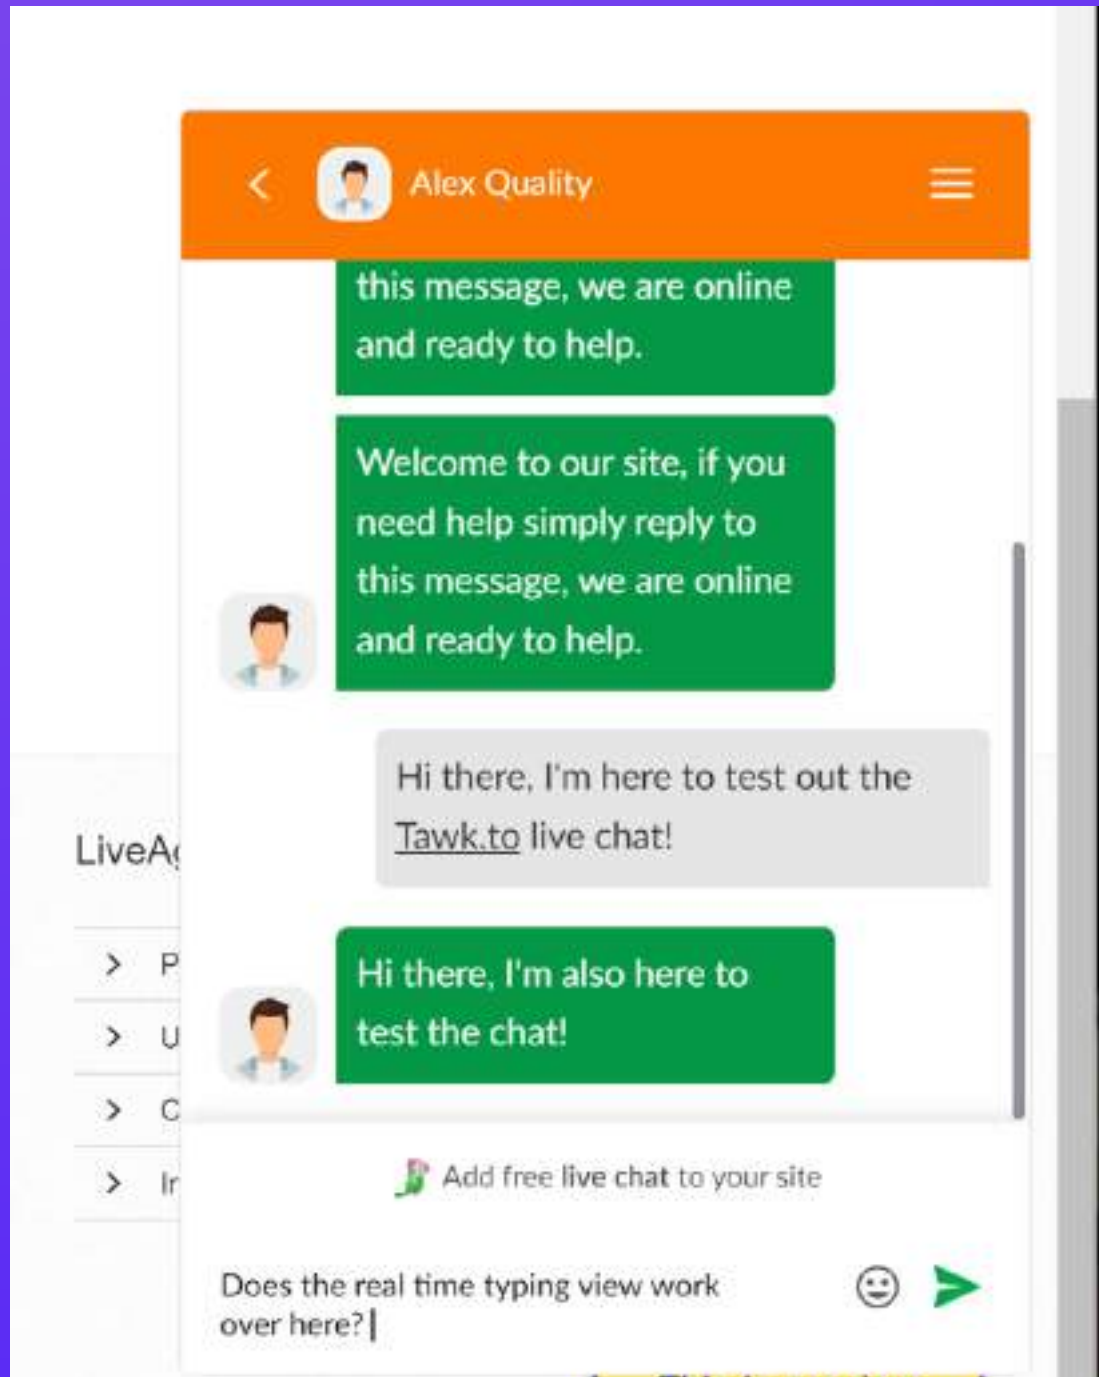 Alex Quality
this message, we are online
and ready to help.
Welcome to our site, if you
need help simply reply to
this message, we are online
and ready to help.
Hi there, I'm here to test out the
Tawk.to live chat!
LiveAg
Hi there, I'm also here to
test the chat!
P
U
C
Ir
Add free live chat to your site
Does the real time typing view work
over here?